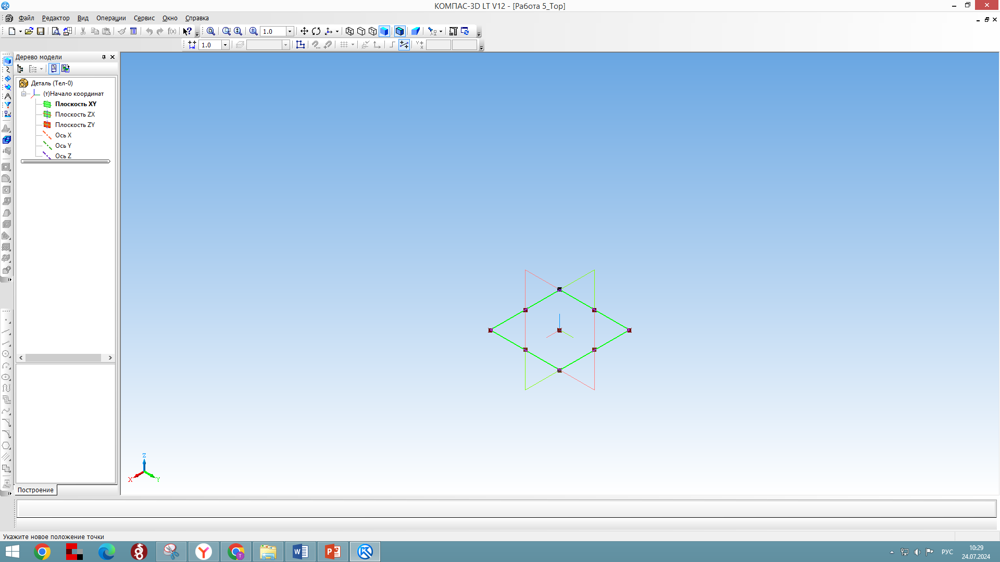 КОМПАС-3D LT V12 - [Работа 5_Тор]
Файл Редактор Вид Операции Сервис Окно Справка
1.0
1.0
Дерево модели
Деталь (Тел-0)
(т)Начало координат
Плоскость XY
Плоскость ZX
Плоскость ZY
Ось X
Ось Y
Ось Z
Z
X
Y
Построение
Укажите новое положение точки
РУС
10:29
24.07.2024